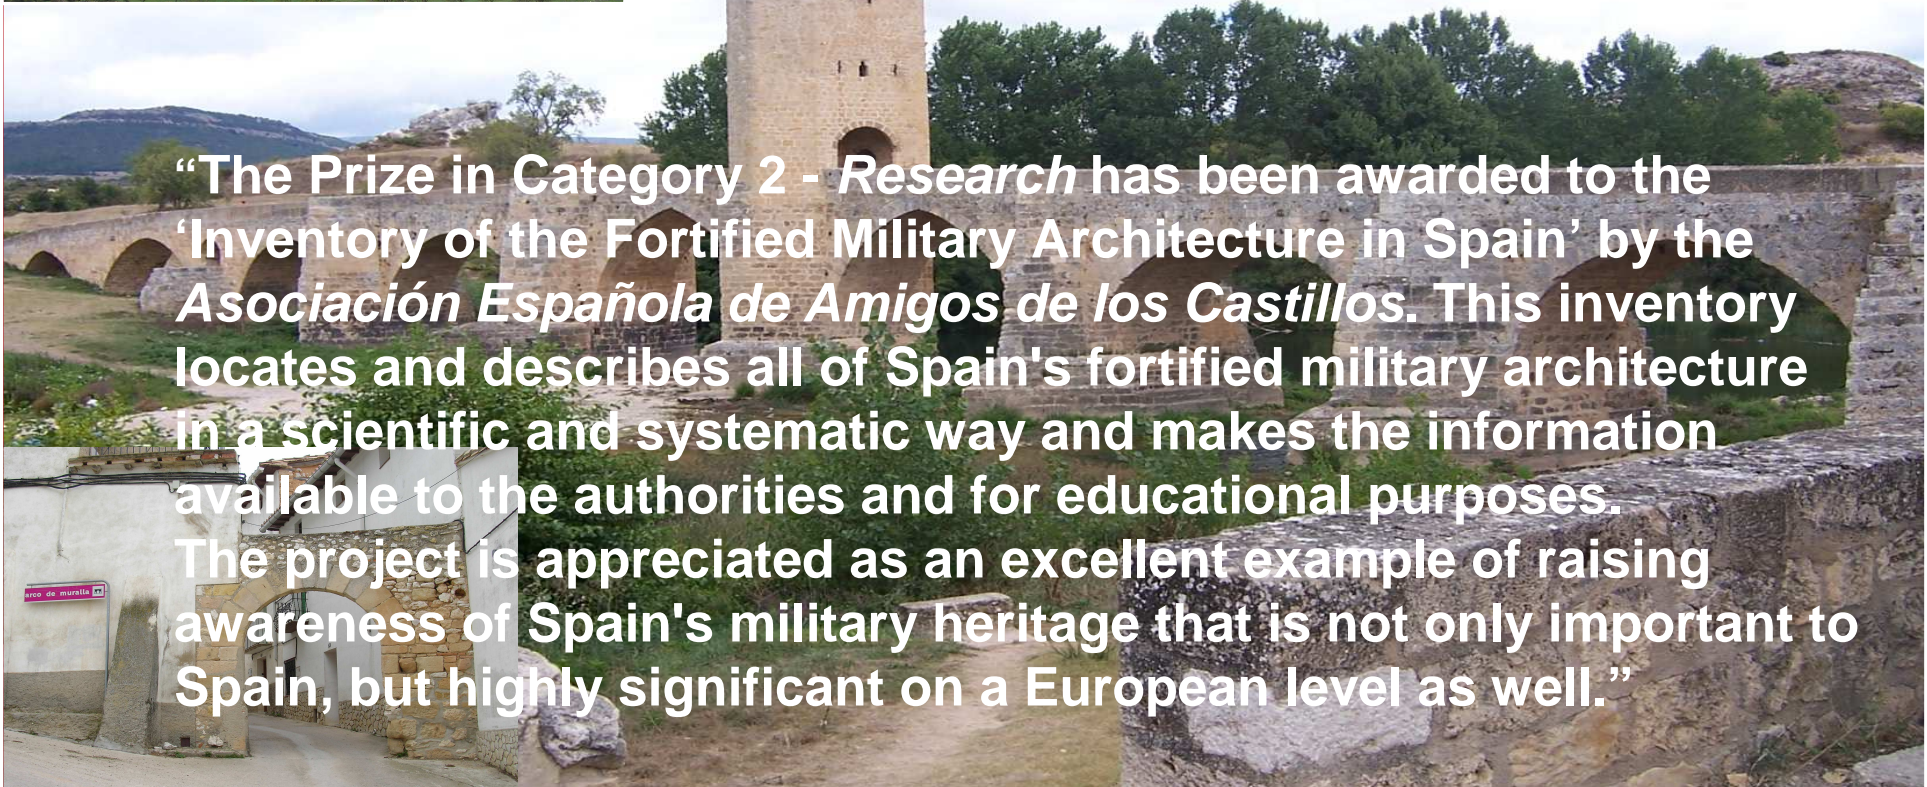 “The Prize in Category 2 - Research has been awarded to the
‘Inventory of the Fortified Military Architecture in Spain’ by the
Asociación Española de Amigos de los Castillos. This inventory
locates and describes all of Spain's fortified military architecture
in a scientific and systematic way and makes the information
available to the authorities and for educational purposes.
The project is appreciated as an excellent example of raising
awareness of Spain's military heritage that is not only important to
Spain, but highly significant on a European level as well.”
arco de muralla